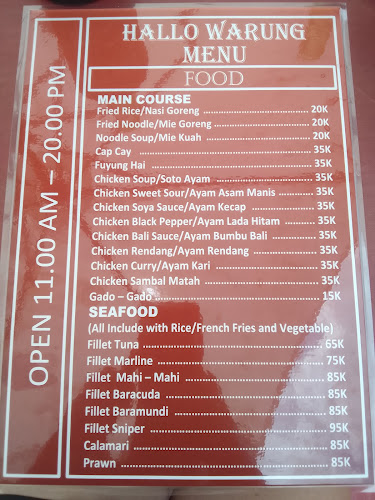 HALLO WARUNG
MENU
FOOD
OPEN 11.00 AM – 20.00 PM
MAIN COURSE
Fried Rice/Nasi Goreng ........................ 20K
Fried Noodle/Mie Goreng ........................ 20K
Noodle Soup/Mie Kuah ........................ 20K
Cap Cay ........................ 35K
Fuyung Hai ........................ 35K
Chicken Soup/Soto Ayam ........................ 35K
Chicken Sweet Sour/Ayam Asam Manis ............ 35K
Chicken Soya Sauce/Ayam Kecap ................ 35K
Chicken Black Pepper/Ayam Lada Hitam .......... 35K
Chicken Bali Sauce/Ayam Bumbu Bali ............ 35K
Chicken Rendang/Ayam Rendang ................ 35K
Chicken Curry/Ayam Kari ........................ 35K
Chicken Sambal Matah ........................ 35K
Gado – Gado ........................ 15K
SEAFOOD
(All Include with Rice/French Fries and Vegetable)
Fillet Tuna ........................ 65K
Fillet Marline ........................ 75K
Fillet Mahi – Mahi ........................ 85K
Fillet Baracuda ........................ 85K
Fillet Baramundi ........................ 85K
Fillet Sniper ........................ 95K
Calamari ........................ 85K
Prawn ........................ 85K